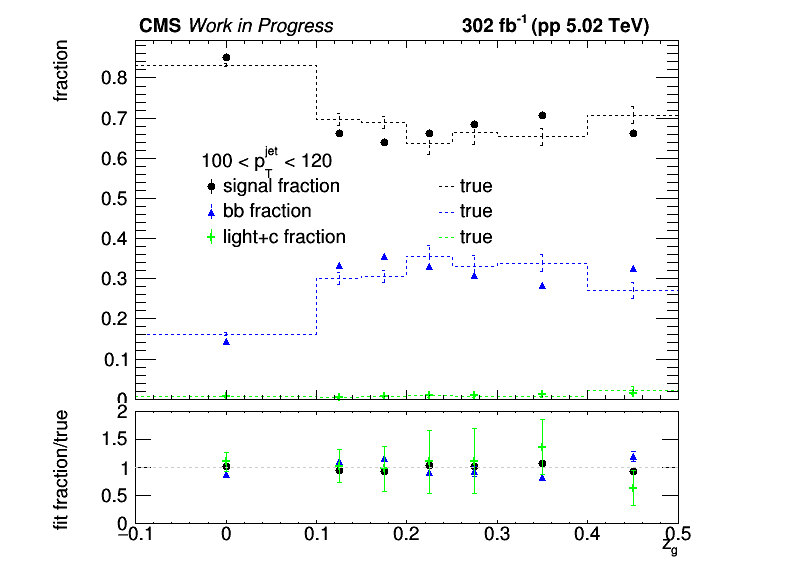 CMS Work in Progress 302 fb-1 (pp 5.02 TeV)
fraction
0.8
0.7
0.6
0.5
0.4
0.3
0.2
0.1
0
100 < pTjet < 120
signal fraction true
bb fraction true
light+c fraction true
fit fraction/true
2
1.5
1
0.5
0
−0.1 0 0.1 0.2 0.3 0.4 0.5
zg